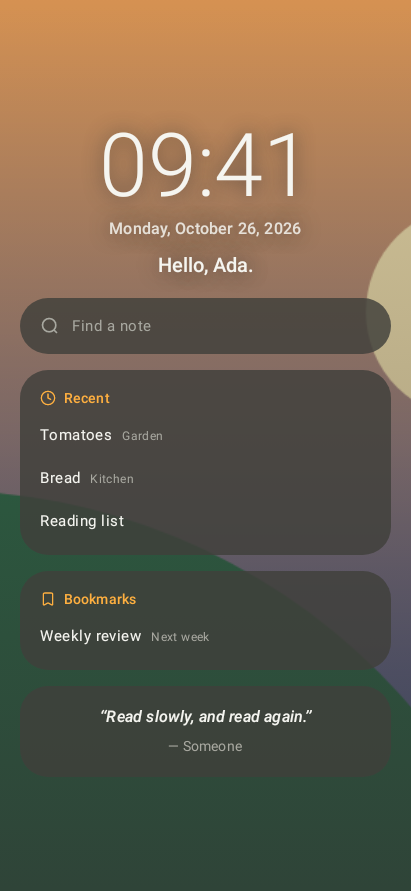 09:41
Monday, October 26, 2026
Hello, Ada.
Find a note
Recent
Tomatoes Garden
Bread Kitchen
Reading list
Bookmarks
Weekly review Next week
“Read slowly, and read again.”
— Someone